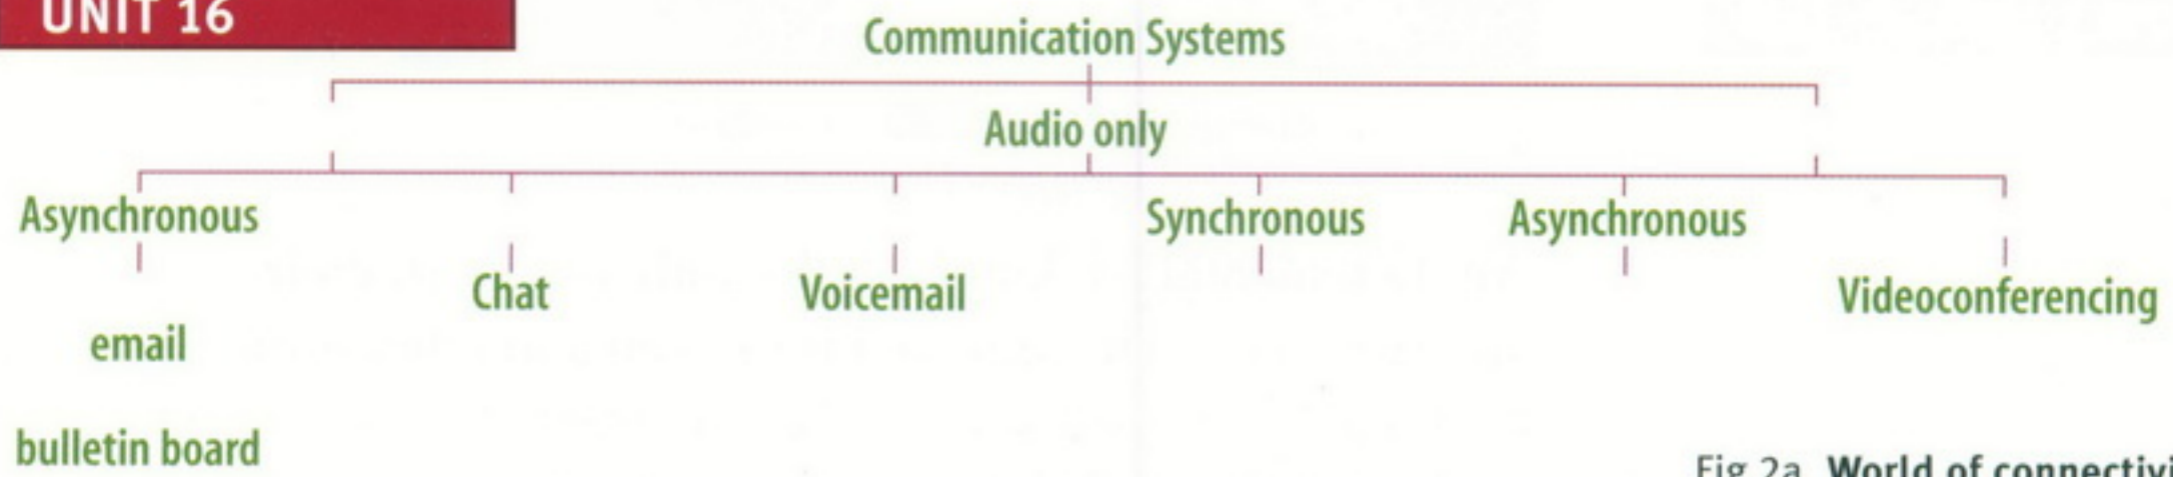 UNIT 16
Communication Systems
Audio only
Asynchronous Synchronous Asynchronous
Chat Voicemail Videoconferencing
email
bulletin board
Fig 2a World of